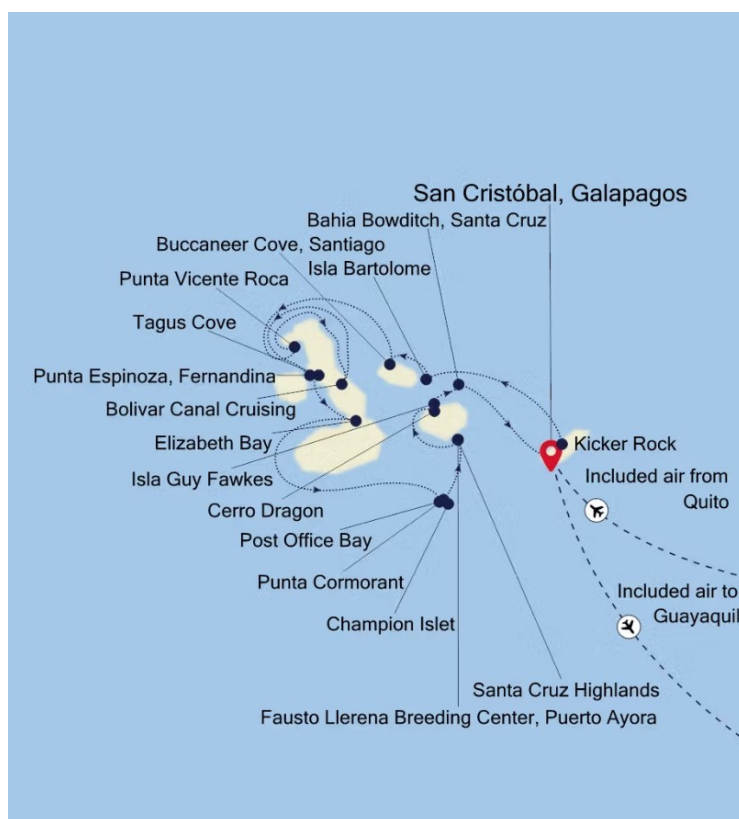 San Cristóbal, Galapagos
Bahia Bowditch, Santa Cruz
Buccaneer Cove, Santiago
Isla Bartolome
Punta Vicente Roca
Tagus Cove
Punta Espinoza, Fernandina
Bolivar Canal Cruising
Elizabeth Bay
Kicker Rock
Isla Guy Fawkes
Included air from
Quito
Cerro Dragon
Post Office Bay
Punta Cormorant
Included air to
Guayaquil
Champion Islet
Santa Cruz Highlands
Fausto Llerena Breeding Center, Puerto Ayora